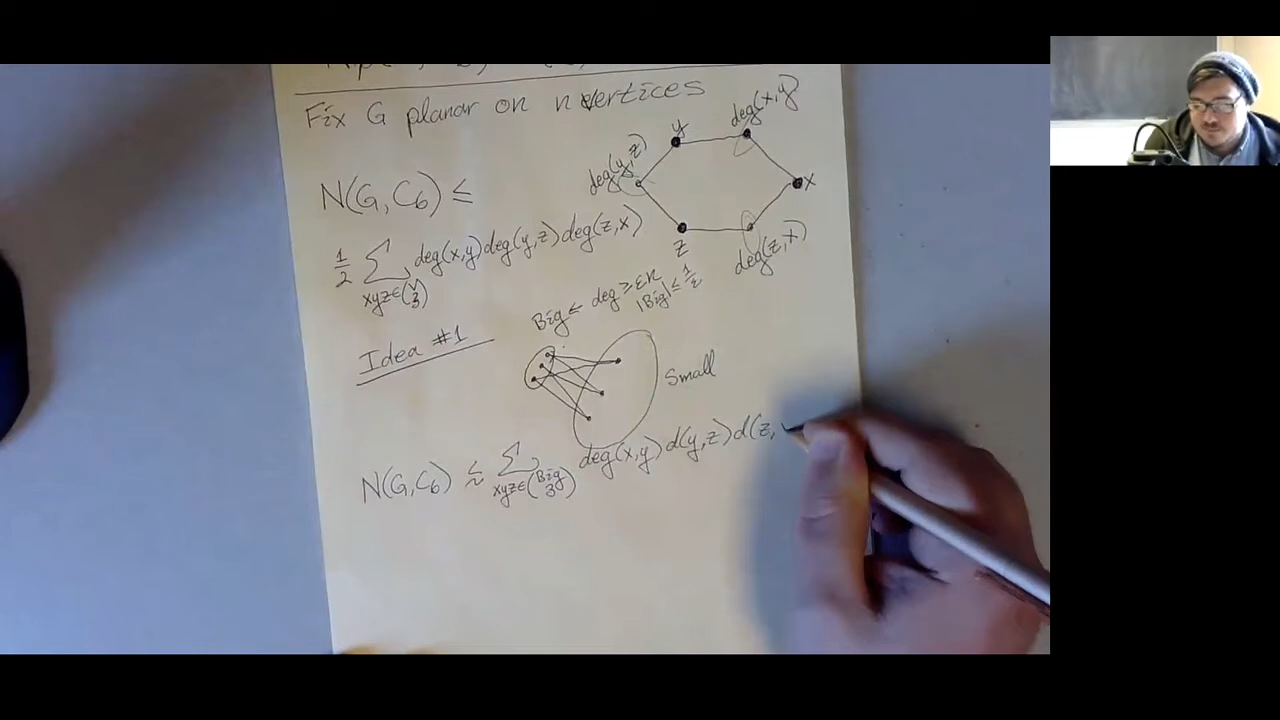 Fix G planar on n vertices
deg(x,y)
y
deg(y,z)
x
N(G,C₆) ≤
z
deg(z,x)
1/2 ∑ deg(x,y)deg(y,z)deg(z,x)
xyz∈(V 3)
Big ← deg ≥ εn
|Big| ≤ 1/ε
Idea #1
Small
N(G,C₆) ≲ ∑ deg(x,y) d(y,z) d(z,
xyz∈(Big 3)